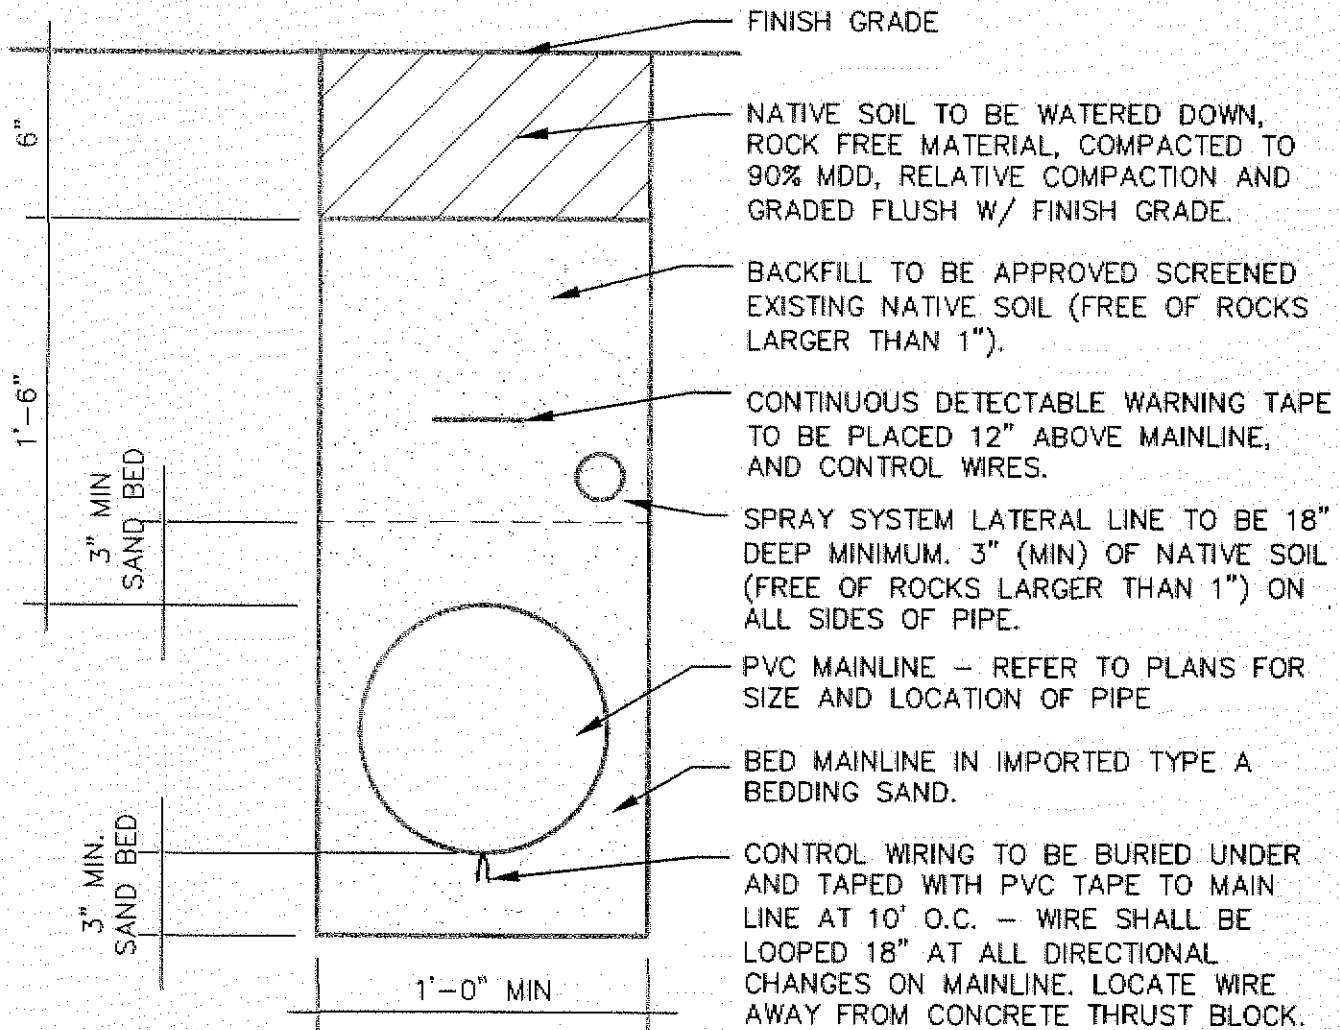 FINISH GRADE
6"
NATIVE SOIL TO BE WATERED DOWN,
ROCK FREE MATERIAL, COMPACTED TO
90% MDD, RELATIVE COMPACTION AND
GRADED FLUSH W/ FINISH GRADE.
BACKFILL TO BE APPROVED SCREENED
EXISTING NATIVE SOIL (FREE OF ROCKS
LARGER THAN 1").
1'-6"
CONTINUOUS DETECTABLE WARNING TAPE
TO BE PLACED 12" ABOVE MAINLINE,
AND CONTROL WIRES.
3" MIN
SAND BED
SPRAY SYSTEM LATERAL LINE TO BE 18"
DEEP MINIMUM. 3" (MIN) OF NATIVE SOIL
(FREE OF ROCKS LARGER THAN 1") ON
ALL SIDES OF PIPE.
PVC MAINLINE – REFER TO PLANS FOR
SIZE AND LOCATION OF PIPE
BED MAINLINE IN IMPORTED TYPE A
BEDDING SAND.
3" MIN.
SAND BED
CONTROL WIRING TO BE BURIED UNDER
AND TAPED WITH PVC TAPE TO MAIN
LINE AT 10' O.C. – WIRE SHALL BE
LOOPED 18" AT ALL DIRECTIONAL
CHANGES ON MAINLINE. LOCATE WIRE
AWAY FROM CONCRETE THRUST BLOCK.
1'-0" MIN